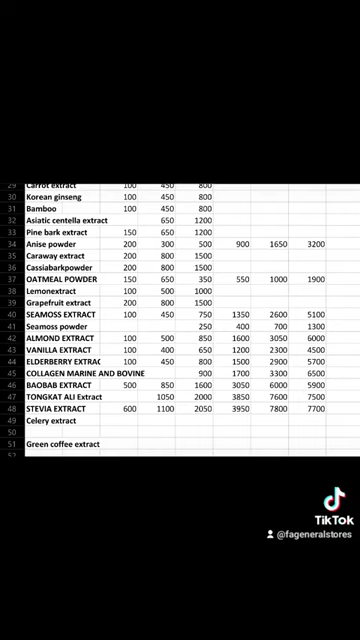 29 Carrot extract 100 450 800
30 Korean ginseng 100 450 800
31 Bamboo 100 450 800
32 Asiatic centella extract 650 1200
33 Pine bark extract 150 650 1200
34 Anise powder 200 300 500 900 1650 3200
35 Caraway extract 200 800 1500
36 Cassiabarkpowder 200 800 1500
37 OATMEAL POWDER 150 650 350 550 1000 1900
38 Lemonextract 100 500 1000
39 Grapefruit extract 200 800 1500
40 SEAMOSS EXTRACT 100 450 750 1350 2600 5100
41 Seamoss powder 250 400 700 1300
42 ALMOND EXTRACT 100 500 850 1600 3050 6000
43 VANILLA EXTRACT 100 400 650 1200 2300 4500
44 ELDERBERRY EXTRAC 100 450 800 1500 2900 5700
45 COLLAGEN MARINE AND BOVINE 900 1700 3300 6500
46 BAOBAB EXTRACT 500 850 1600 3050 6000 5900
47 TONGKAT ALI Extract 1050 2000 3850 7600 7500
48 STEVIA EXTRACT 600 1100 2050 3950 7800 7700
49 Celery extract
50
51 Green coffee extract
52
TikTok
@fageneralstores